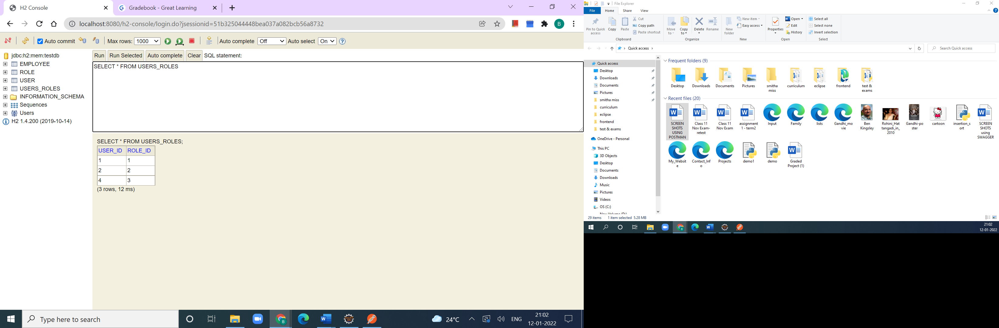 H2 Console
Gradebook - Great Learning
localhost:8080/h2-console/login.do?jsessionid=51b325044448bea037a082bcb56a8732
B
Auto commit
Max rows: 1000
Auto complete Off
Auto select On
jdbc:h2:mem:testdb
EMPLOYEE
ROLE
USER
USERS_ROLES
INFORMATION_SCHEMA
Sequences
Users
H2 1.4.200 (2019-10-14)
Run Run Selected Auto complete Clear SQL statement:
SELECT * FROM USERS_ROLES
SELECT * FROM USERS_ROLES;
USER_ID ROLE_ID
1 1
2 2
4 3
(3 rows, 12 ms)
Type here to search
24°C
ENG
21:02
12-01-2022
File Explorer
File Home Share View
Pin to Quick access
Copy
Paste
Cut
Copy path
Paste shortcut
Clipboard
Move to
Copy to
Delete
Rename
Organize
New folder
New item
Easy access
New
Properties
Open
Edit
History
Open
Select all
Select none
Invert selection
Select
Quick access
Search Quick access
Quick access
Desktop
Downloads
Documents
Pictures
smitha miss
curriculum
eclipse
frontend
test & exams
OneDrive - Personal
This PC
3D Objects
Desktop
Documents
Downloads
Music
Pictures
Videos
OS (C:)
New Volume (D:)
Frequent folders (9)
Desktop
Downloads
Documents
Pictures
smitha miss
curriculum
eclipse
frontend
test & exams
Recent files (20)
SCREEN SHOTS USING POSTMAN
Class 11 Nov Exam-retest
Class 11 Nov Exam
assignment 1 - term2
Input
Family
lists
Gandhi_movie
Ben Kingsley
Rohini_Hattangadi_in_2010
Gandhi-poster
cartoon
insertion_sort
SCREEN SHOTS using SWAGGER
My_Website
Contact_Info
Projects
demo1
demo
Graded Project (1)
29 items 1 item selected 5.28 MB
21:02
12-01-2022